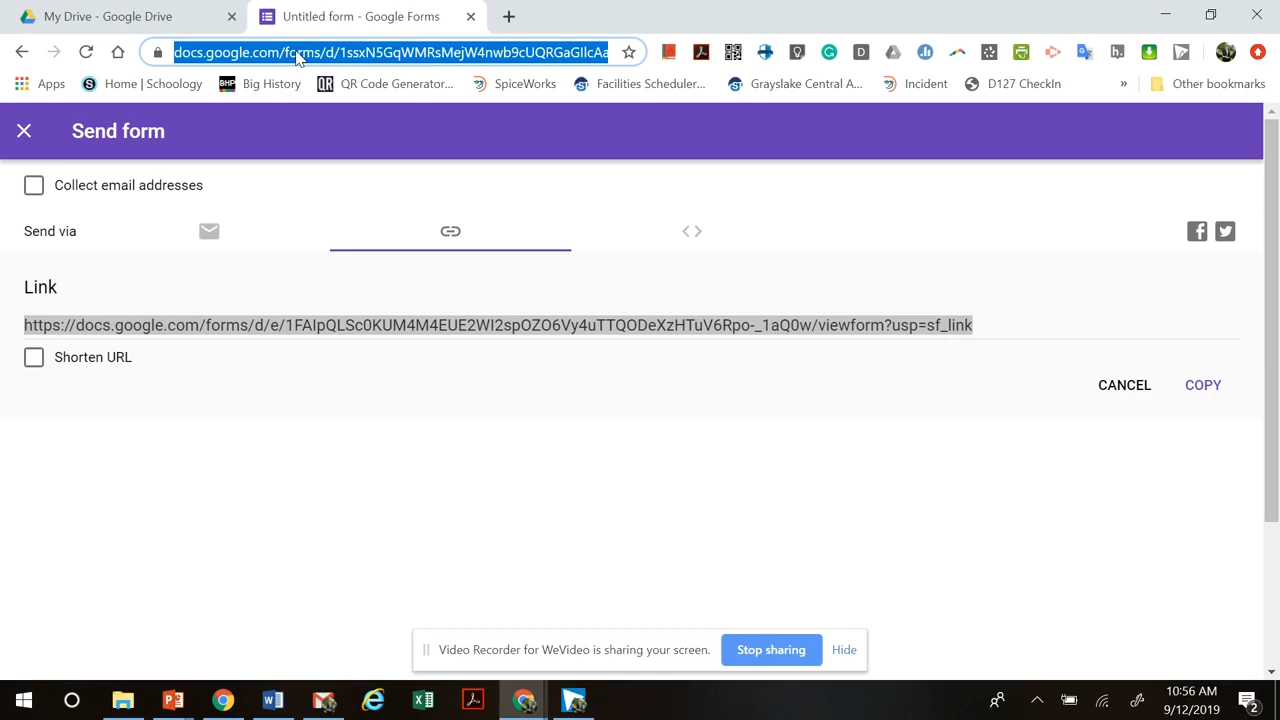 My Drive - Google Drive
Untitled form - Google Forms
docs.google.com/forms/d/1ssxN5GqWMRsMejW4nwb9cUQRGaGIlcAa
Apps
Home | Schoology
BHP
Big History
QR
QR Code Generator...
SpiceWorks
Facilities Scheduler...
Grayslake Central A...
Incident
D127 CheckIn
»
Other bookmarks
Send form
Collect email addresses
Send via
Link
https://docs.google.com/forms/d/e/1FAIpQLSc0KUM4M4EUE2WI2spOZO6Vy4uTTQODeXzHTuV6Rpo-_1aQ0w/viewform?usp=sf_link
Shorten URL
CANCEL
COPY
Video Recorder for WeVideo is sharing your screen.
Stop sharing
Hide
10:56 AM
9/12/2019
2